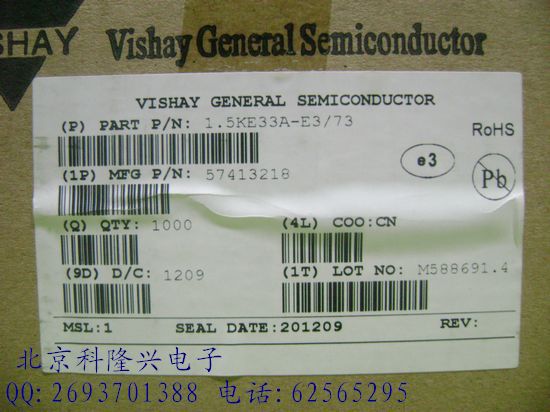 SHAY Vishay General Semiconductor
VISHAY GENERAL SEMICONDUCTOR
(P) PART P/N: 1.5KE33A-E3/73
RoHS
(1P) MFG P/N: 57413218
e3
Pb
(Q) QTY: 1000
(4L) COO:CN
(9D) D/C: 1209
(1T) LOT NO: M588691.4
MSL:1 SEAL DATE:201209 REV:
北京科隆兴电子
QQ:2693701388 电话:62565295